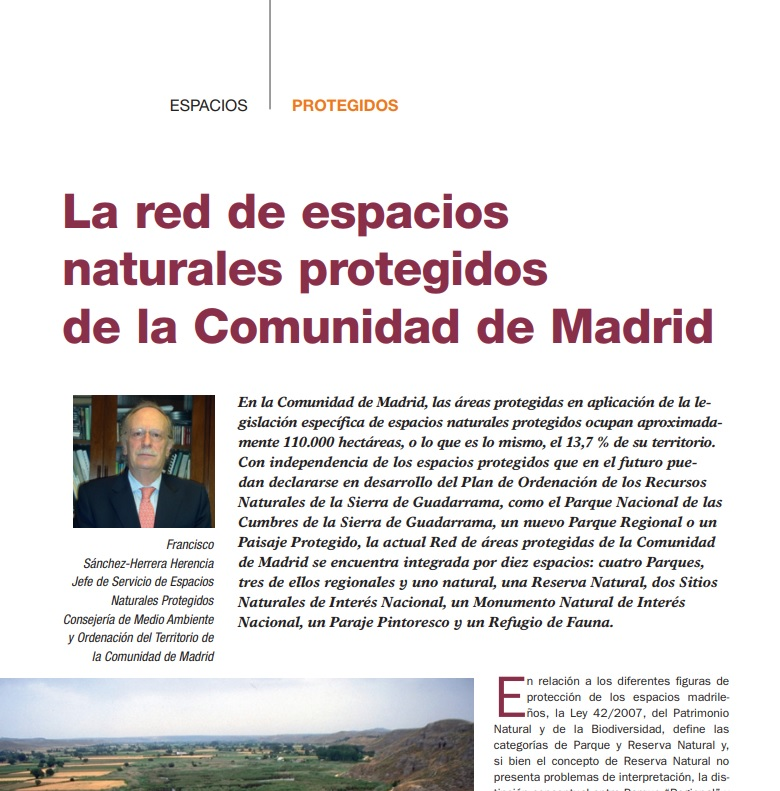 ESPACIOS
PROTEGIDOS
La red de espacios
naturales protegidos
de la Comunidad de Madrid
En la Comunidad de Madrid, las áreas protegidas en aplicación de la le-
gislación específica de espacios naturales protegidos ocupan aproximada-
mente 110.000 hectáreas, o lo que es lo mismo, el 13,7 % de su territorio.
Con independencia de los espacios protegidos que en el futuro pue-
dan declararse en desarrollo del Plan de Ordenación de los Recursos
Naturales de la Sierra de Guadarrama, como el Parque Nacional de las
Cumbres de la Sierra de Guadarrama, un nuevo Parque Regional o un
Paisaje Protegido, la actual Red de áreas protegidas de la Comunidad
de Madrid se encuentra integrada por diez espacios: cuatro Parques,
tres de ellos regionales y uno natural, una Reserva Natural, dos Sitios
Naturales de Interés Nacional, un Monumento Natural de Interés
Nacional, un Paraje Pintoresco y un Refugio de Fauna.
Francisco
Sánchez-Herrera Herencia
Jefe de Servicio de Espacios
Naturales Protegidos
Consejería de Medio Ambiente
y Ordenación del Territorio de
la Comunidad de Madrid
En relación a los diferentes figuras de
protección de los espacios madrile-
ños, la Ley 42/2007, del Patrimonio
Natural y de la Biodiversidad, define las
categorías de Parque y Reserva Natural y,
si bien el concepto de Reserva Natural no
presenta problemas de interpretación, la dis-